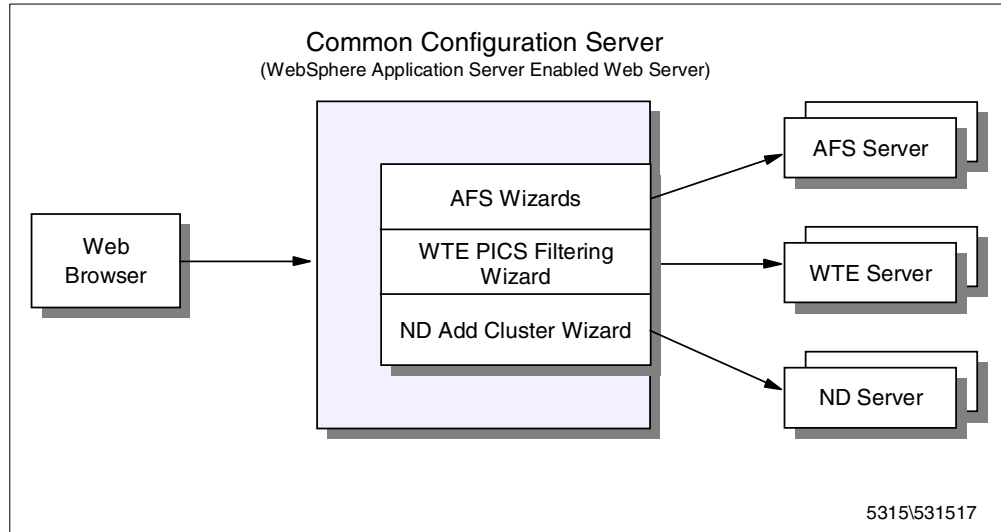 Common Configuration Server
(WebSphere Application Server Enabled Web Server)
Web
Browser
AFS Wizards
WTE PICS Filtering
Wizard
ND Add Cluster Wizard
AFS Server
WTE Server
ND Server
5315\531517